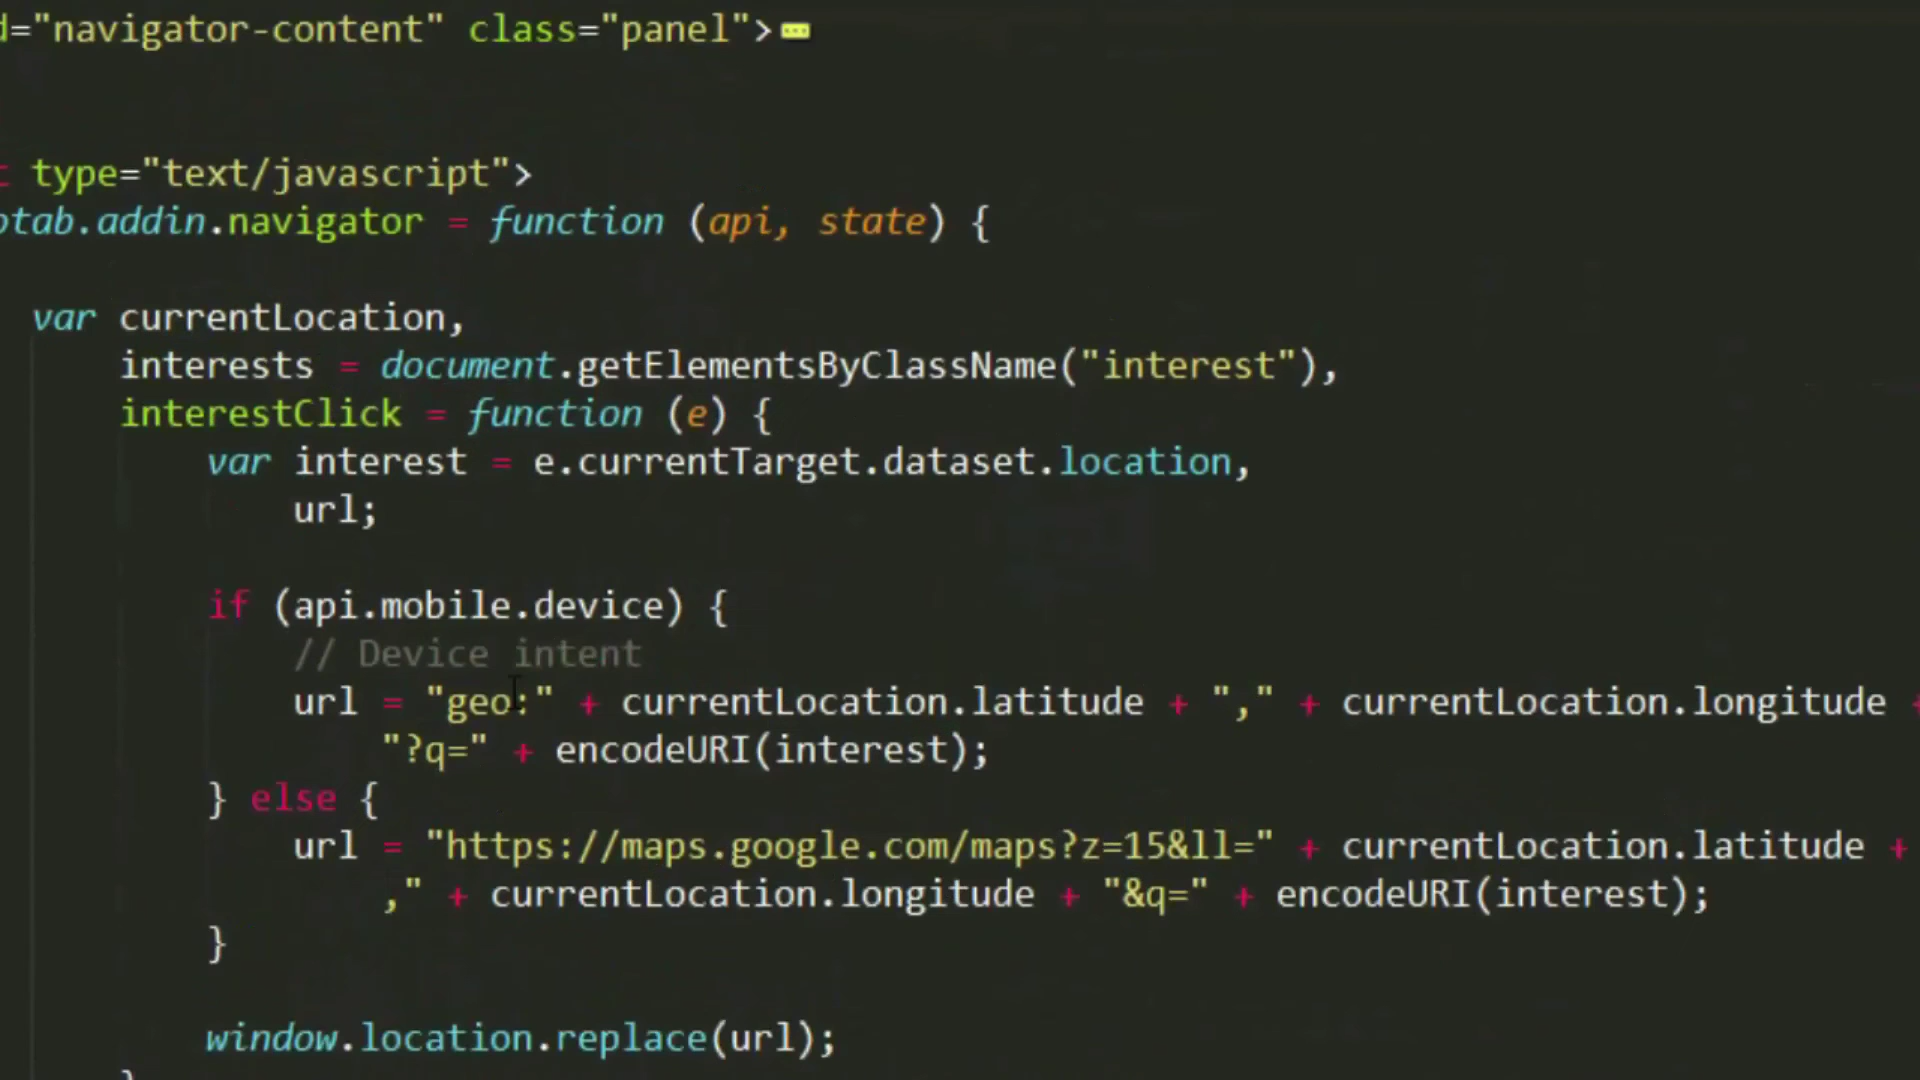 d="navigator-content" class="panel">
t type="text/javascript">
otab.addin.navigator = function (api, state) {
var currentLocation,
interests = document.getElementsByClassName("interest"),
interestClick = function (e) {
var interest = e.currentTarget.dataset.location,
url;
if (api.mobile.device) {
// Device intent
url = "geo:" + currentLocation.latitude + "," + currentLocation.longitude +
"?q=" + encodeURI(interest);
} else {
url = "https://maps.google.com/maps?z=15&ll=" + currentLocation.latitude +
," + currentLocation.longitude + "&q=" + encodeURI(interest);
}
window.location.replace(url);
}